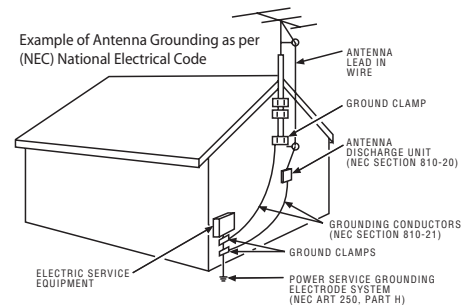 Example of Antenna Grounding as per
(NEC) National Electrical Code
ANTENNA
LEAD IN
WIRE
GROUND CLAMP
ANTENNA
DISCHARGE UNIT
(NEC SECTION 810-20)
GROUNDING CONDUCTORS
(NEC SECTION 810-21)
GROUND CLAMPS
ELECTRIC SERVICE
EQUIPMENT
POWER SERVICE GROUNDING
ELECTRODE SYSTEM
(NEC ART 250, PART H)